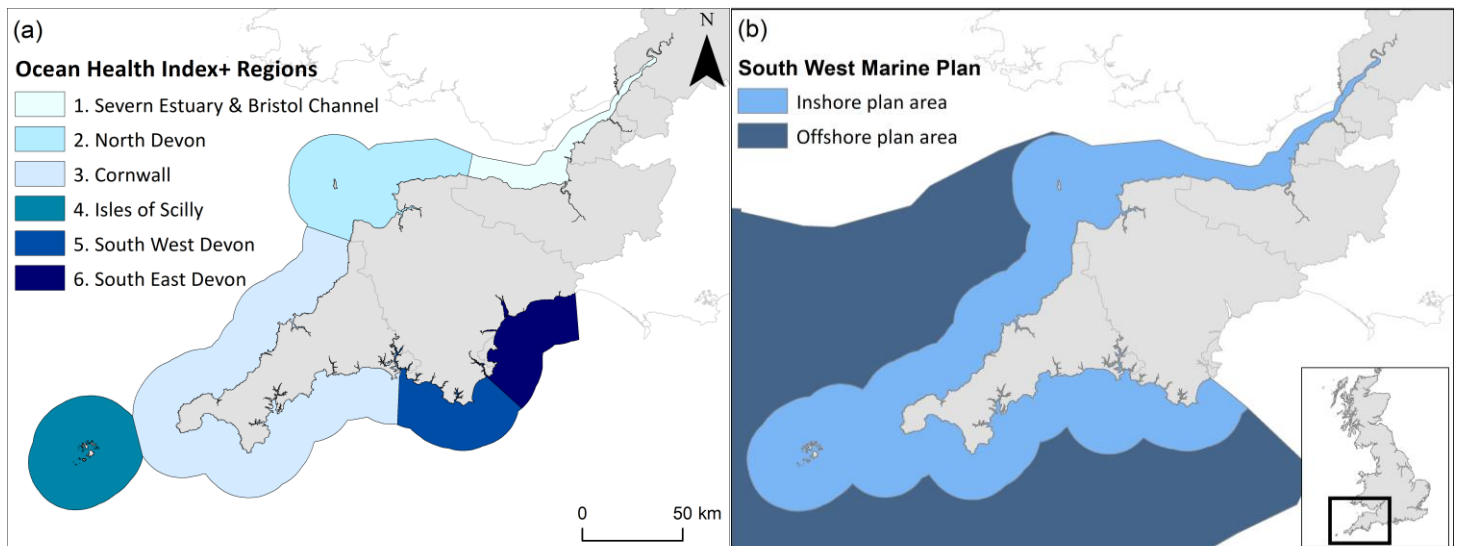 (a)
N
Ocean Health Index+ Regions
1. Severn Estuary & Bristol Channel
2. North Devon
3. Cornwall
4. Isles of Scilly
5. South West Devon
6. South East Devon
0 50 km
(b)
South West Marine Plan
Inshore plan area
Offshore plan area